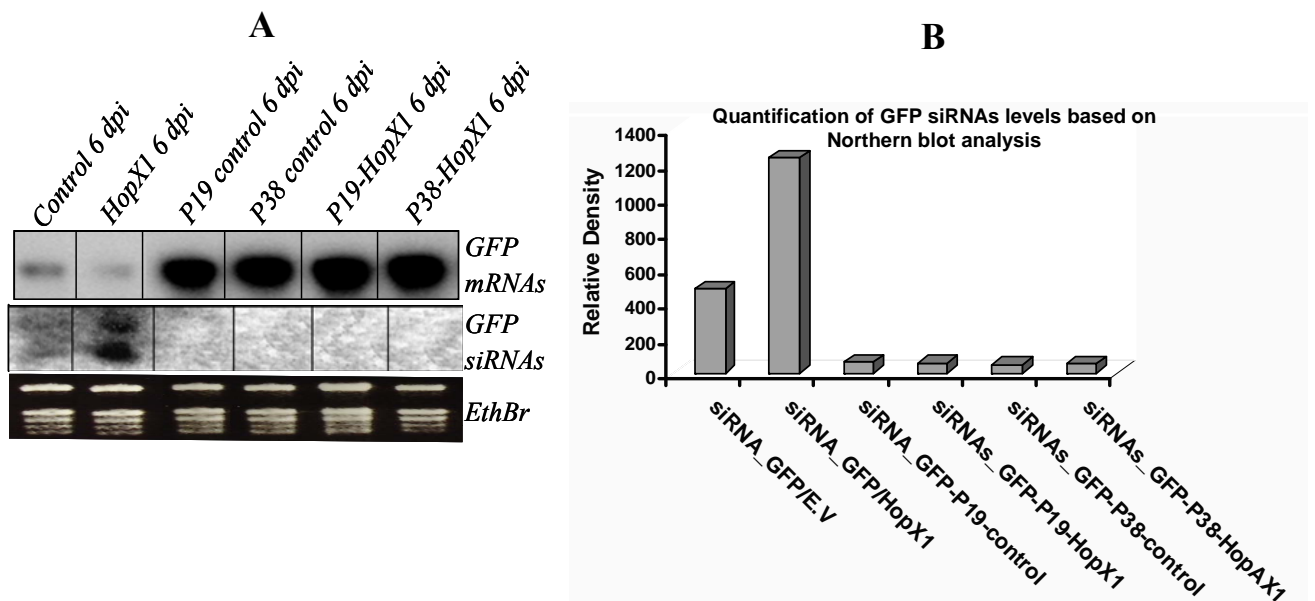 A
Control 6 dpi
HopX1 6 dpi
P19 control 6 dpi
P38 control 6 dpi
P19-HopX1 6 dpi
P38-HopX1 6 dpi
GFP
mRNAs
GFP
siRNAs
EthBr
B
Quantification of GFP siRNAs levels based on
Northern blot analysis
Relative Density
1400
1200
1000
800
600
400
200
0
siRNA_GFP/E.V
siRNA_GFP/HopX1
siRNA_GFP-P19-control
siRNAs_GFP-P19-HopX1
siRNAs_GFP-P38-control
siRNAs_GFP-P38-HopAX1